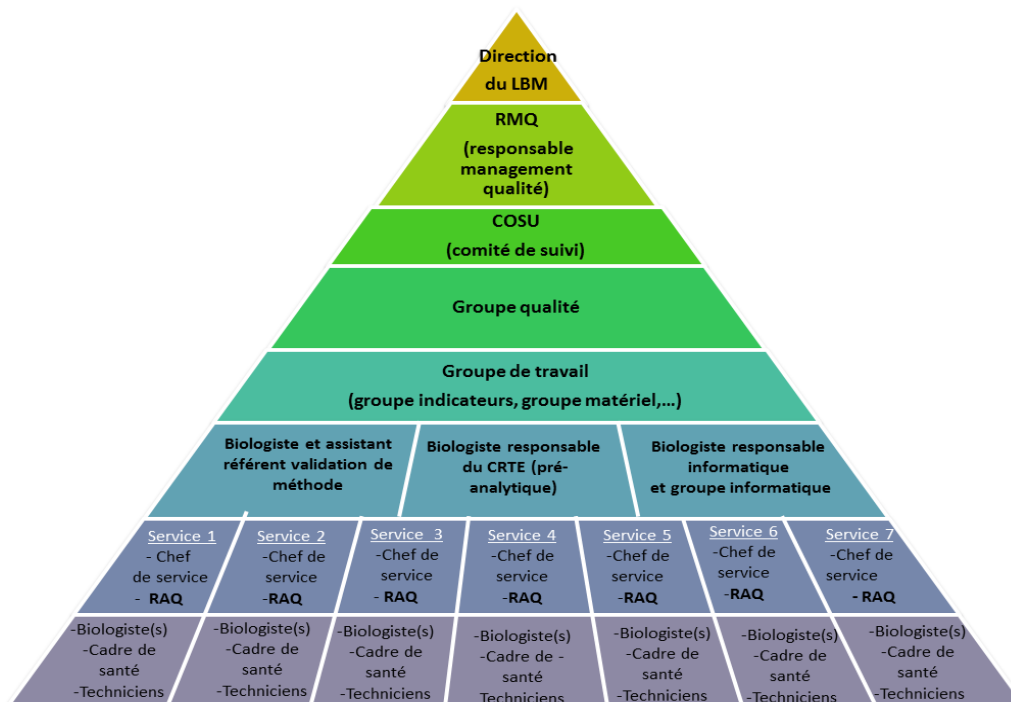 Direction
du LBM
RMQ
(responsable
management
qualité)
COSU
(comité de suivi)
Groupe qualité
Groupe de travail
(groupe indicateurs, groupe matériel,...)
Biologiste et assistant
référent validation de
méthode
Biologiste responsable
du CRTE (pré-
analytique)
Biologiste responsable
informatique
et groupe informatique
Service 1
- Chef
de service
- RAQ
Service 2
-Chef de
service
-RAQ
Service 3
-Chef de
service
- RAQ
Service 4
-Chef de
service
-RAQ
Service 5
-Chef de
service
-RAQ
Service 6
-Chef de
service
-RAQ
Service 7
-Chef de
service
- RAQ
-Biologiste(s)
-Cadre de
santé
-Techniciens
-Biologiste(s)
-Cadre de
santé
-Techniciens
-Biologiste(s)
-Cadre de
santé
-Techniciens
-Biologiste(s)
-Cadre de -
santé
Techniciens
-Biologiste(s)
-Cadre de
santé
-Techniciens
-Biologiste(s)
-Cadre de
santé
-Techniciens
-Biologiste(s)
-Cadre de
santé
-Techniciens